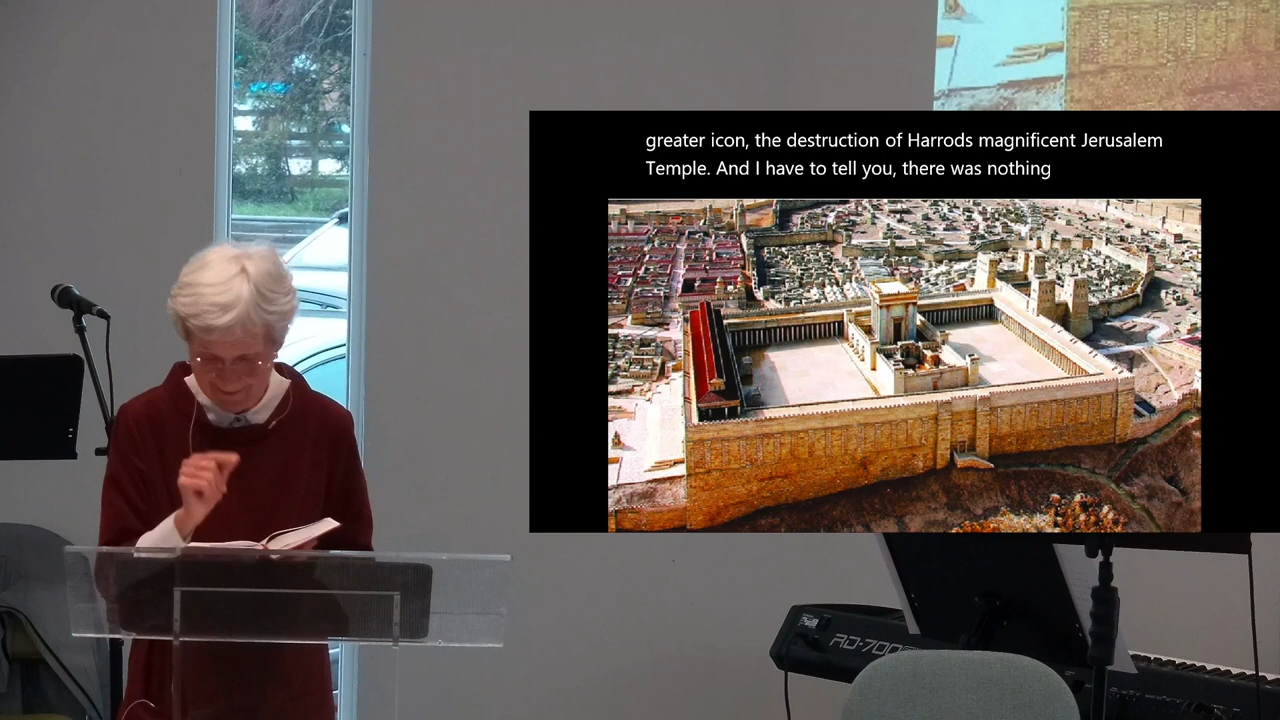 greater icon, the destruction of Harrods magnificent Jerusalem
Temple. And I have to tell you, there was nothing
RD-700